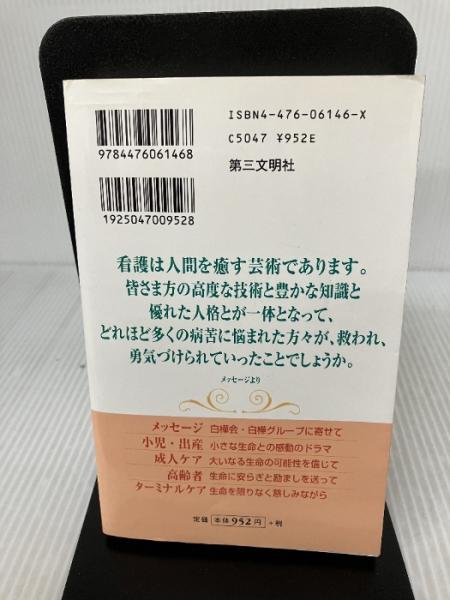 ISBN4-476-06146-X
C5047 ¥952E
第三文明社
9784476061468
1925047009528
看護は人間を癒す芸術であります。
皆さま方の高度な技術と豊かな知識と
優れた人格とが一体となって、
どれほど多くの病苦に悩まれた方々が、救われ、
勇気づけられていったことでしょうか。
メッセージより
メッセージ 白樺会・白樺グループに寄せて
小児・出産 小さな生命との感動のドラマ
成人ケア 大いなる生命の可能性を信じて
高齢者 生命に安らぎと励ましを送って
ターミナルケア 生命を限りなく慈しみながら
定価 本体952円 +税